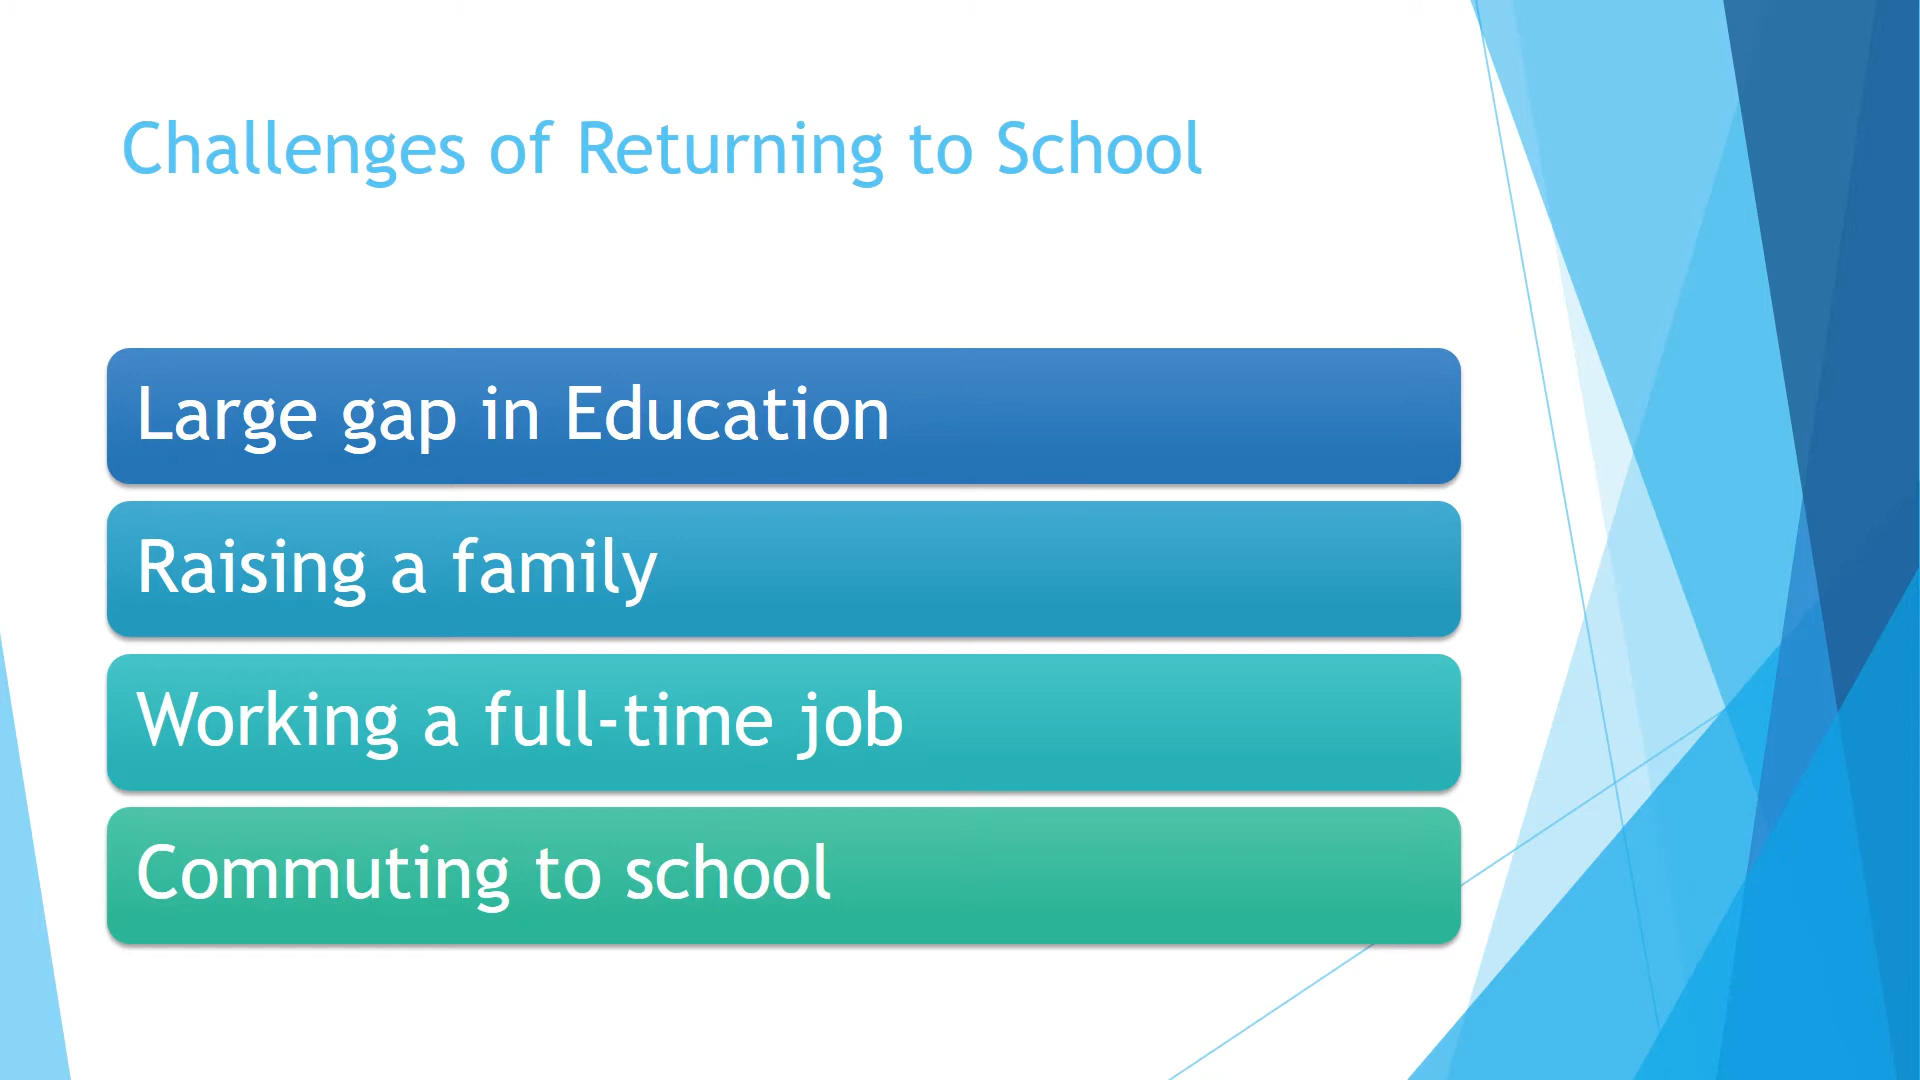 Challenges of Returning to School
Large gap in Education
Raising a family
Working a full-time job
Commuting to school